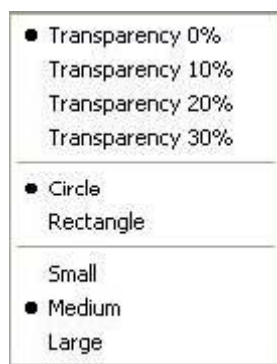 Transparency 0%
Transparency 10%
Transparency 20%
Transparency 30%
Circle
Rectangle
Small
Medium
Large